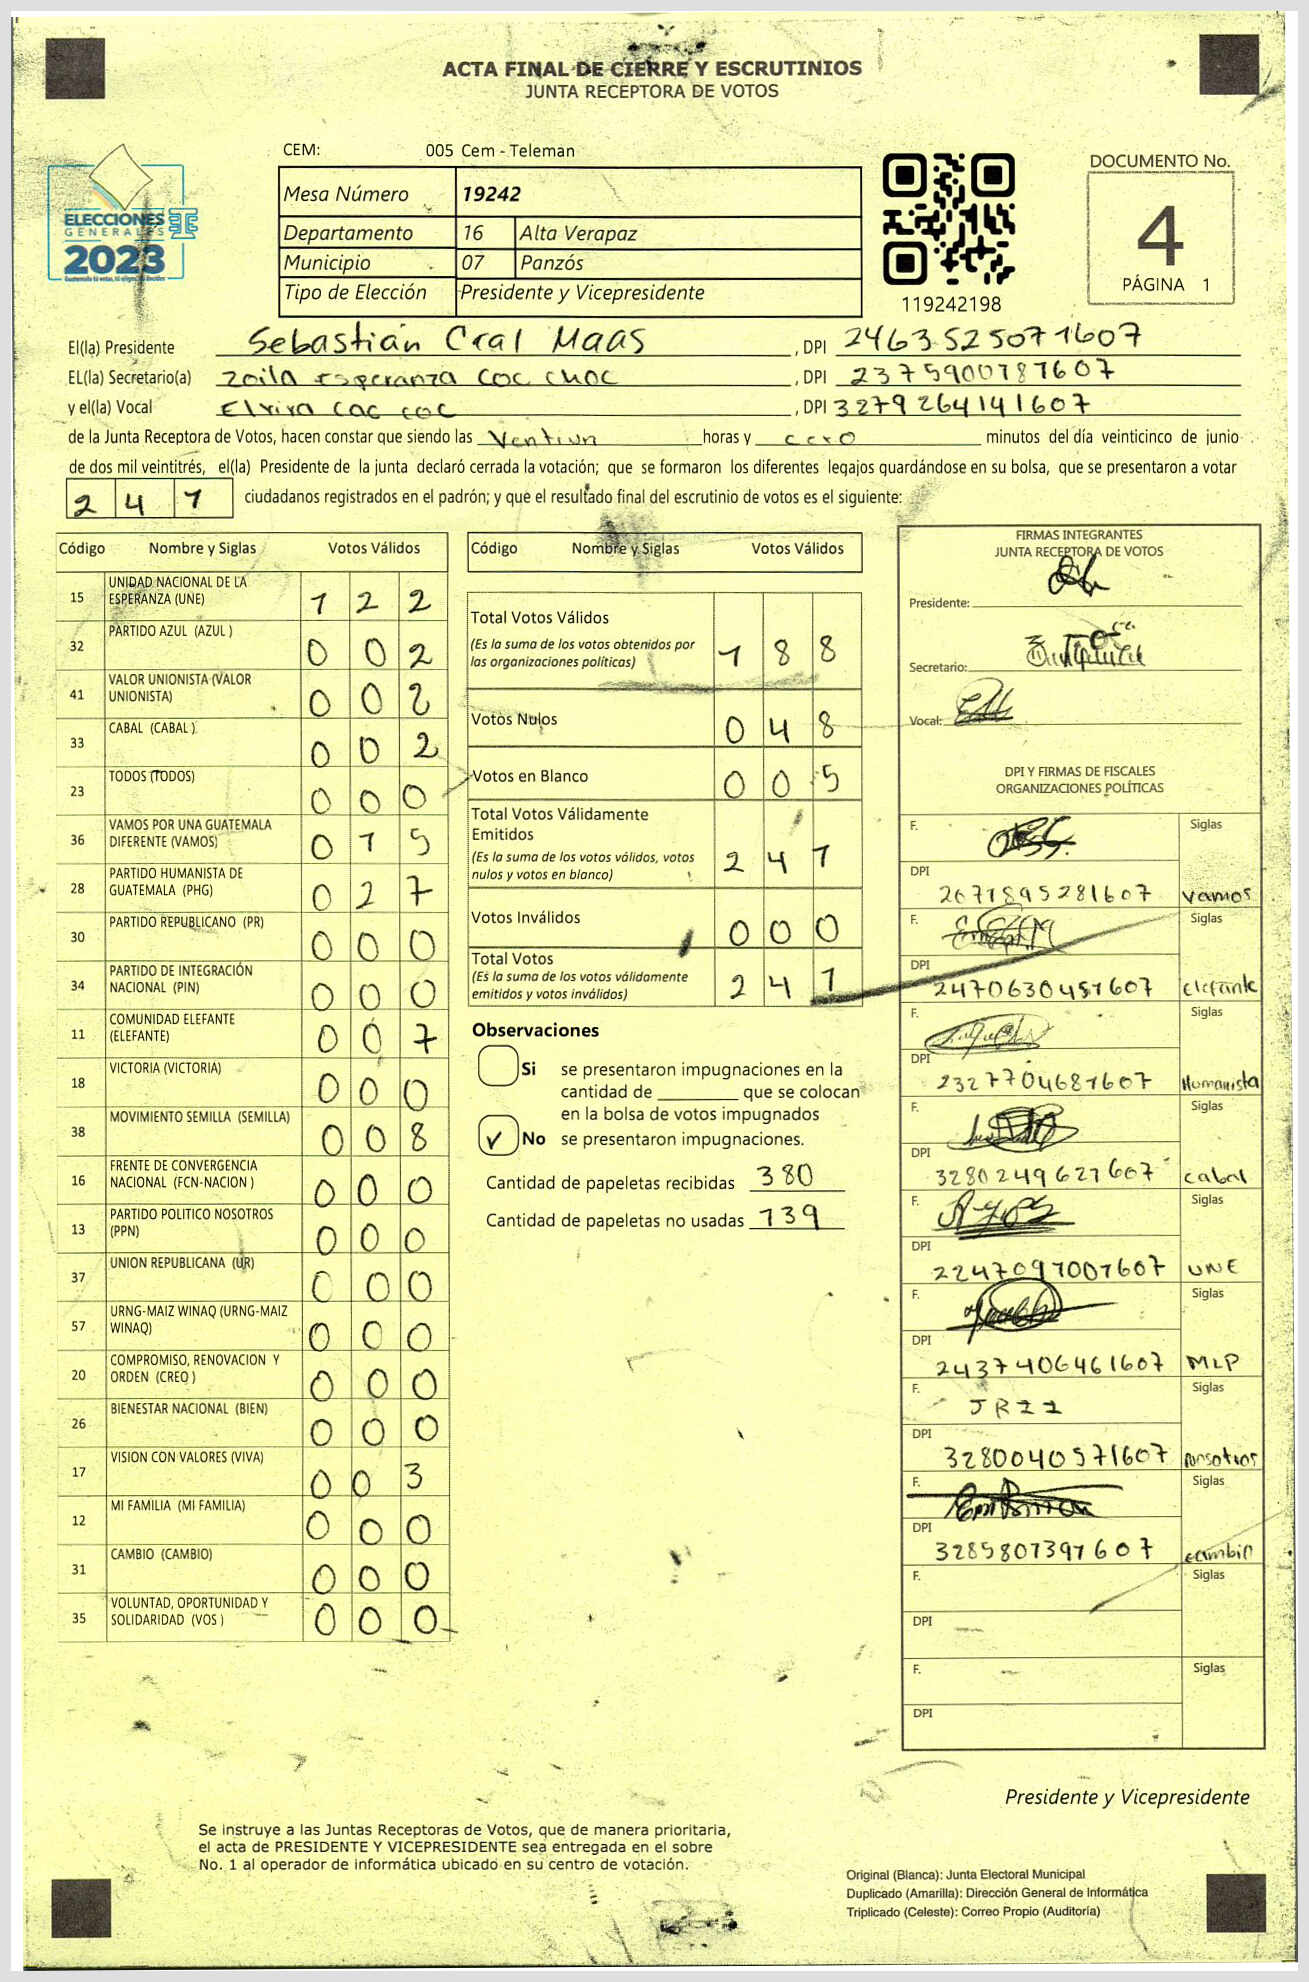 ACTA FINAL DE CIERRE Y ESCRUTINIOS
JUNTA RECEPTORA DE VOTOS
CEM: 005 Cem - Teleman
Mesa Número 19242
Departamento 16 Alta Verapaz
Municipio 07 Panzós
Tipo de Elección Presidente y Vicepresidente
ELECCIONES
GENERALES
2023
119242198
DOCUMENTO No.
4
PÁGINA 1
El(la) Presidente Sebastián Cral Maas, DPI 2463525071607
EL(la) Secretario(a) Zoila esperanza coc choc, DPI 2375900787607
y el(la) Vocal Elvira cac coc, DPI 3279264141607
de la Junta Receptora de Votos, hacen constar que siendo las Ventiun horas y cero minutos del día veinticinco de junio
de dos mil veintitrés, el(la) Presidente de la junta declaró cerrada la votación; que se formaron los diferentes legajos guardándose en su bolsa, que se presentaron a votar
241 ciudadanos registrados en el padrón; y que el resultado final del escrutinio de votos es el siguiente:
Código Nombre y Siglas Votos Válidos
15 UNIDAD NACIONAL DE LA ESPERANZA (UNE) 1 2 2
32 PARTIDO AZUL (AZUL ) 0 0 2
41 VALOR UNIONISTA (VALOR UNIONISTA) 0 0 2
33 CABAL (CABAL ) 0 0 2
23 TODOS (TODOS) 0 0 0
36 VAMOS POR UNA GUATEMALA DIFERENTE (VAMOS) 0 1 5
28 PARTIDO HUMANISTA DE GUATEMALA (PHG) 0 2 7
30 PARTIDO REPUBLICANO (PR) 0 0 0
34 PARTIDO DE INTEGRACIÓN NACIONAL (PIN) 0 0 0
11 COMUNIDAD ELEFANTE (ELEFANTE) 0 0 7
18 VICTORIA (VICTORIA) 0 0 0
38 MOVIMIENTO SEMILLA (SEMILLA) 0 0 8
16 FRENTE DE CONVERGENCIA NACIONAL (FCN-NACION ) 0 0 0
13 PARTIDO POLITICO NOSOTROS (PPN) 0 0 0
37 UNION REPUBLICANA (UR) 0 0 0
57 URNG-MAIZ WINAQ (URNG-MAIZ WINAQ) 0 0 0
20 COMPROMISO, RENOVACION Y ORDEN (CREO ) 0 0 0
26 BIENESTAR NACIONAL (BIEN) 0 0 0
17 VISION CON VALORES (VIVA) 0 0 3
12 MI FAMILIA (MI FAMILIA) 0 0 0
31 CAMBIO (CAMBIO) 0 0 0
35 VOLUNTAD, OPORTUNIDAD Y SOLIDARIDAD (VOS ) 0 0 0
Código Nombre y Siglas Votos Válidos
Total Votos Válidos 1 8 8
(Es la suma de los votos obtenidos por
las organizaciones políticas)
Votos Nulos 0 4 8
Votos en Blanco 0 0 5
Total Votos Válidamente
Emitidos 2 4 1
(Es la suma de los votos válidos, votos
nulos y votos en blanco)
Votos Inválidos 0 0 0
Total Votos 2 4 1
(Es la suma de los votos válidamente
emitidos y votos inválidos)
Observaciones
Si se presentaron impugnaciones en la
cantidad de ________ que se colocan
en la bolsa de votos impugnados
✓ No se presentaron impugnaciones.
Cantidad de papeletas recibidas 380
Cantidad de papeletas no usadas 139
FIRMAS INTEGRANTES
JUNTA RECEPTORA DE VOTOS
Presidente:
Secretario:
Vocal:
DPI Y FIRMAS DE FISCALES
ORGANIZACIONES POLÍTICAS
F. Siglas
DPI 2671895281607 vamos
F. Siglas
DPI 2470630451607 elefante
F. Siglas
DPI 2327704681607 Humanista
F. Siglas
DPI 3280249621607 cabal
F. Siglas
DPI 2247097001607 UNE
F. Siglas
DPI 2437406461607 MLP
F. Siglas
DPI 3280040571607 nosotros
F. Siglas
DPI 3285801391607 cambio
F. Siglas
DPI
F. Siglas
DPI
Presidente y Vicepresidente
Se instruye a las Juntas Receptoras de Votos, que de manera prioritaria,
el acta de PRESIDENTE Y VICEPRESIDENTE sea entregada en el sobre
No. 1 al operador de informática ubicado en su centro de votación.
Original (Blanca): Junta Electoral Municipal
Duplicado (Amarilla): Dirección General de Informática
Triplicado (Celeste): Correo Propio (Auditoría)